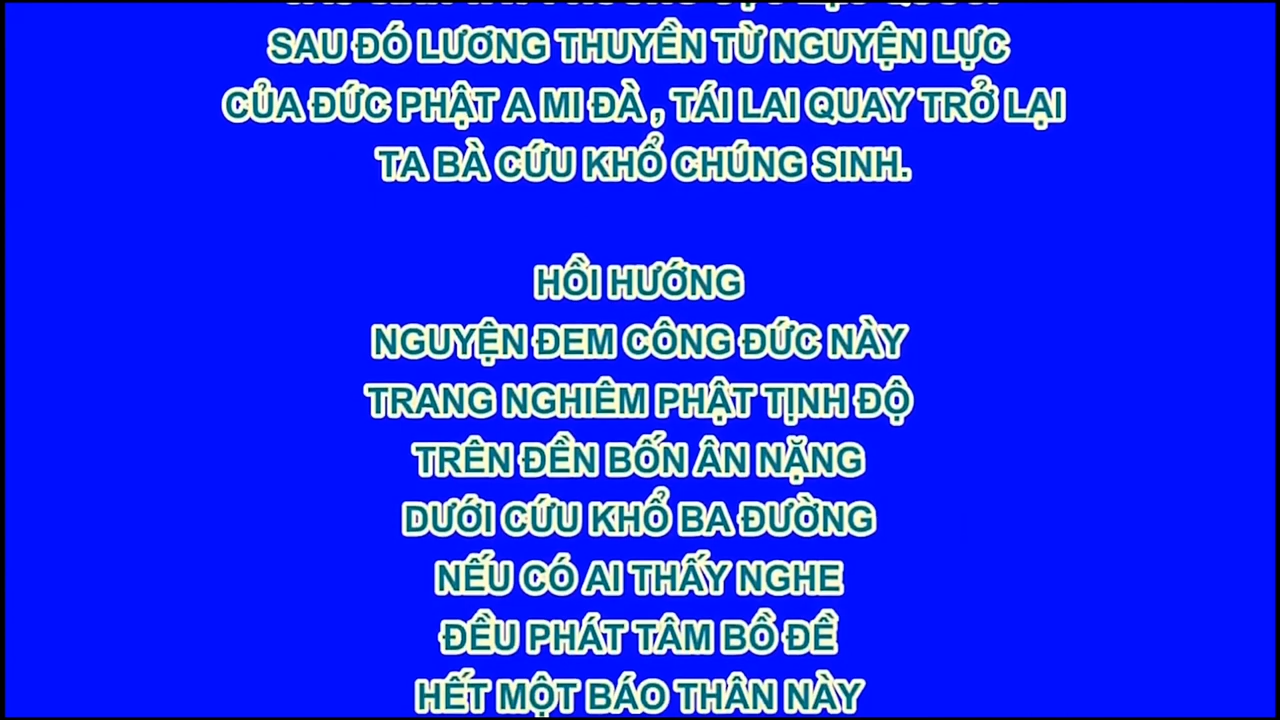 SAU ĐÓ LƯƠNG THUYỀN TỪ NGUYỆN LỰC
CỦA ĐỨC PHẬT A MI ĐÀ , TÁI LAI QUAY TRỞ LẠI
TA BÀ CỨU KHỔ CHÚNG SINH.
HỒI HƯỚNG
NGUYỆN ĐEM CÔNG ĐỨC NÀY
TRANG NGHIÊM PHẬT TỊNH ĐỘ
TRÊN ĐỀN BỐN ÂN NẶNG
DƯỚI CỨU KHỔ BA ĐƯỜNG
NẾU CÓ AI THẤY NGHE
ĐỀU PHÁT TÂM BỒ ĐỀ
HẾT MỘT BÁO THÂN NÀY